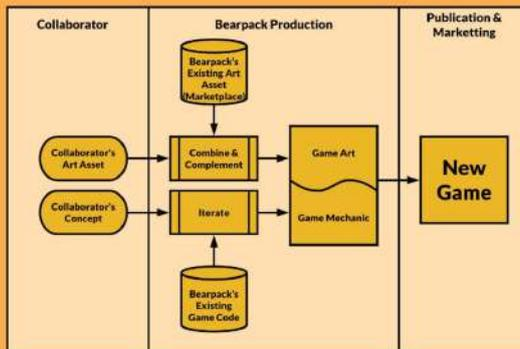 Collaborator
Bearpack Production
Publication &
Marketting
Bearpack's
Existing Art
Asset
(Marketplace)
Collaborator's
Art Asset
Combine &
Complement
Game Art
New
Game
Collaborator's
Concept
Iterate
Game Mechanic
Bearpack's
Existing
Game Code